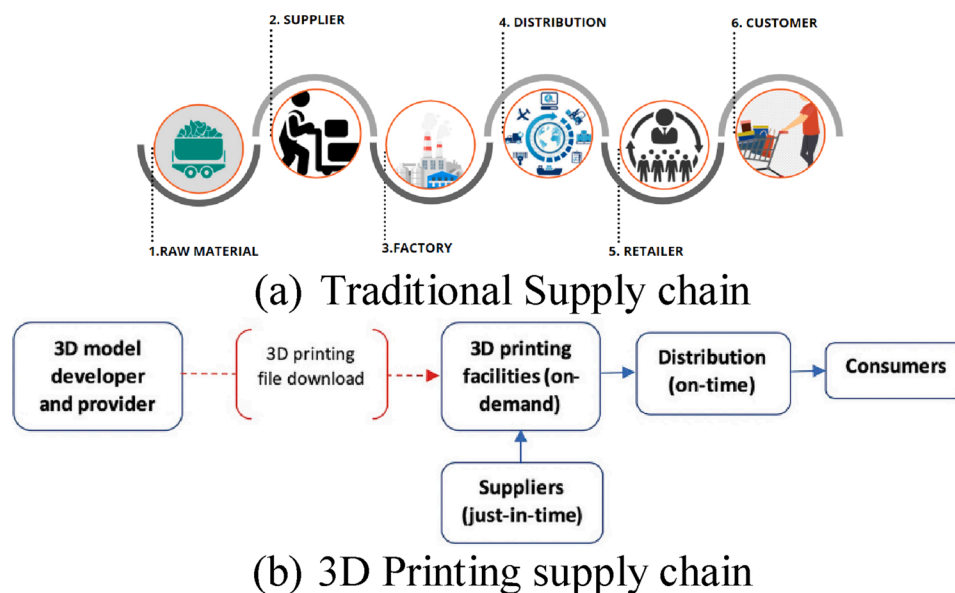 2. SUPPLIER
4. DISTRIBUTION
6. CUSTOMER
1.RAW MATERIAL
3.FACTORY
5. RETAILER
(a) Traditional Supply chain
3D model
developer
and provider
3D printing
file download
3D printing
facilities (on-
demand)
Distribution
(on-time)
Consumers
Suppliers
(just-in-time)
(b) 3D Printing supply chain